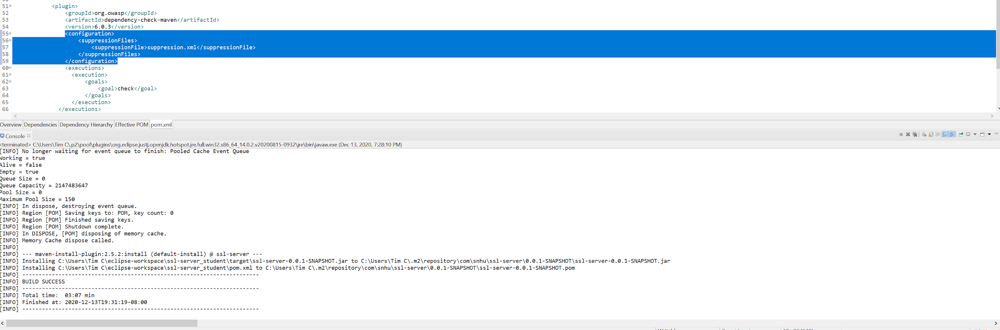 51 <plugin>
52 <groupId>org.owasp</groupId>
53 <artifactId>dependency-check-maven</artifactId>
54 <version>6.0.3</version>
55 <configuration>
56 <suppressionFiles>
57 <suppressionFile>suppression.xml</suppressionFile>
58 </suppressionFiles>
59 </configuration>
60 <executions>
61 <execution>
62 <goals>
63 <goal>check</goal>
64 </goals>
65 </execution>
66 </executions>
Overview Dependencies Dependency Hierarchy Effective POM pom.xml
Console
<terminated> C:\Users\Tim C\.p2\pool\plugins\org.eclipse.justj.openjdk.hotspot.jre.full.win32.x86_64_14.0.2.v20200815-0932\jre\bin\javaw.exe (Dec 13, 2020, 7:28:10 PM)
[INFO] No longer waiting for event queue to finish: Pooled Cache Event Queue
Working = true
Alive = false
Empty = true
Queue Size = 0
Queue Capacity = 2147483647
Pool Size = 0
Maximum Pool Size = 150
[INFO] In dispose, destroying event queue.
[INFO] Region [POM] Saving keys to: POM, key count: 0
[INFO] Region [POM] Finished saving keys.
[INFO] Region [POM] Shutdown complete.
[INFO] In DISPOSE, [POM] disposing of memory cache.
[INFO] Memory Cache dispose called.
[INFO]
[INFO] --- maven-install-plugin:2.5.2:install (default-install) @ ssl-server ---
[INFO] Installing C:\Users\Tim C\eclipse-workspace\ssl-server_student\target\ssl-server-0.0.1-SNAPSHOT.jar to C:\Users\Tim C\.m2\repository\com\snhu\ssl-server\0.0.1-SNAPSHOT\ssl-server-0.0.1-SNAPSHOT.jar
[INFO] Installing C:\Users\Tim C\eclipse-workspace\ssl-server_student\pom.xml to C:\Users\Tim C\.m2\repository\com\snhu\ssl-server\0.0.1-SNAPSHOT\ssl-server-0.0.1-SNAPSHOT.pom
[INFO] ------------------------------------------------------------------------
[INFO] BUILD SUCCESS
[INFO] ------------------------------------------------------------------------
[INFO] Total time:  03:07 min
[INFO] Finished at: 2020-12-13T19:31:19-08:00
[INFO] ------------------------------------------------------------------------